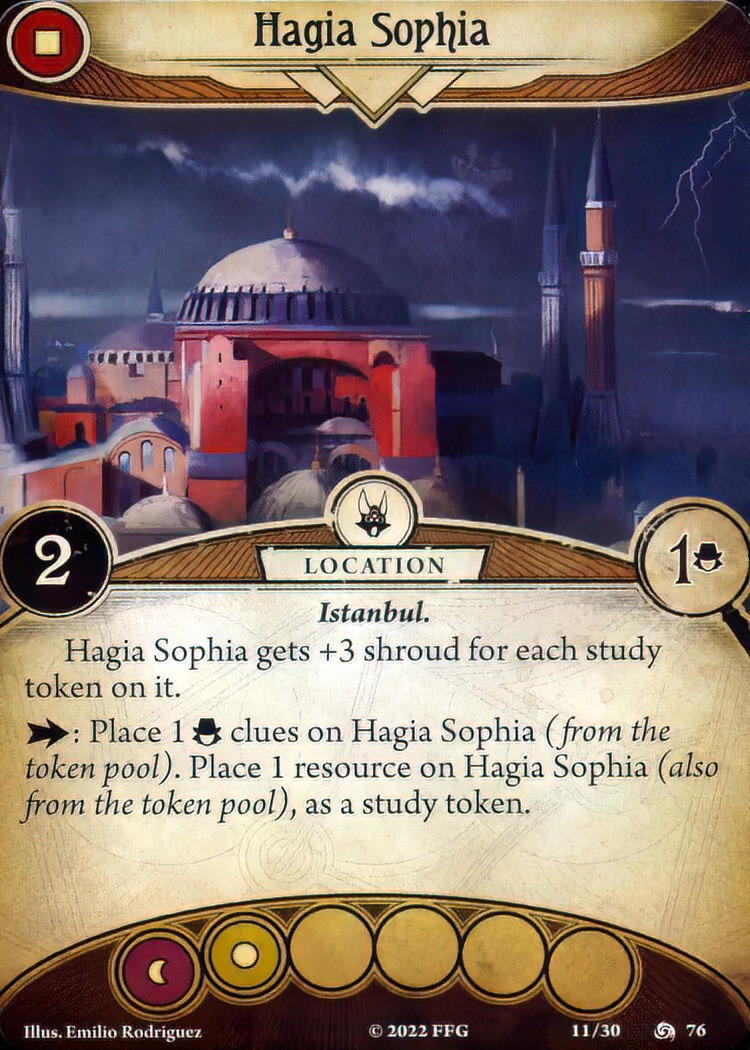 Hagia Sophia
2
1
LOCATION
Istanbul.
Hagia Sophia gets +3 shroud for each study
token on it.
: Place 1 clues on Hagia Sophia (from the
token pool). Place 1 resource on Hagia Sophia (also
from the token pool), as a study token.
Illus. Emilio Rodriguez © 2022 FFG 11/30 76